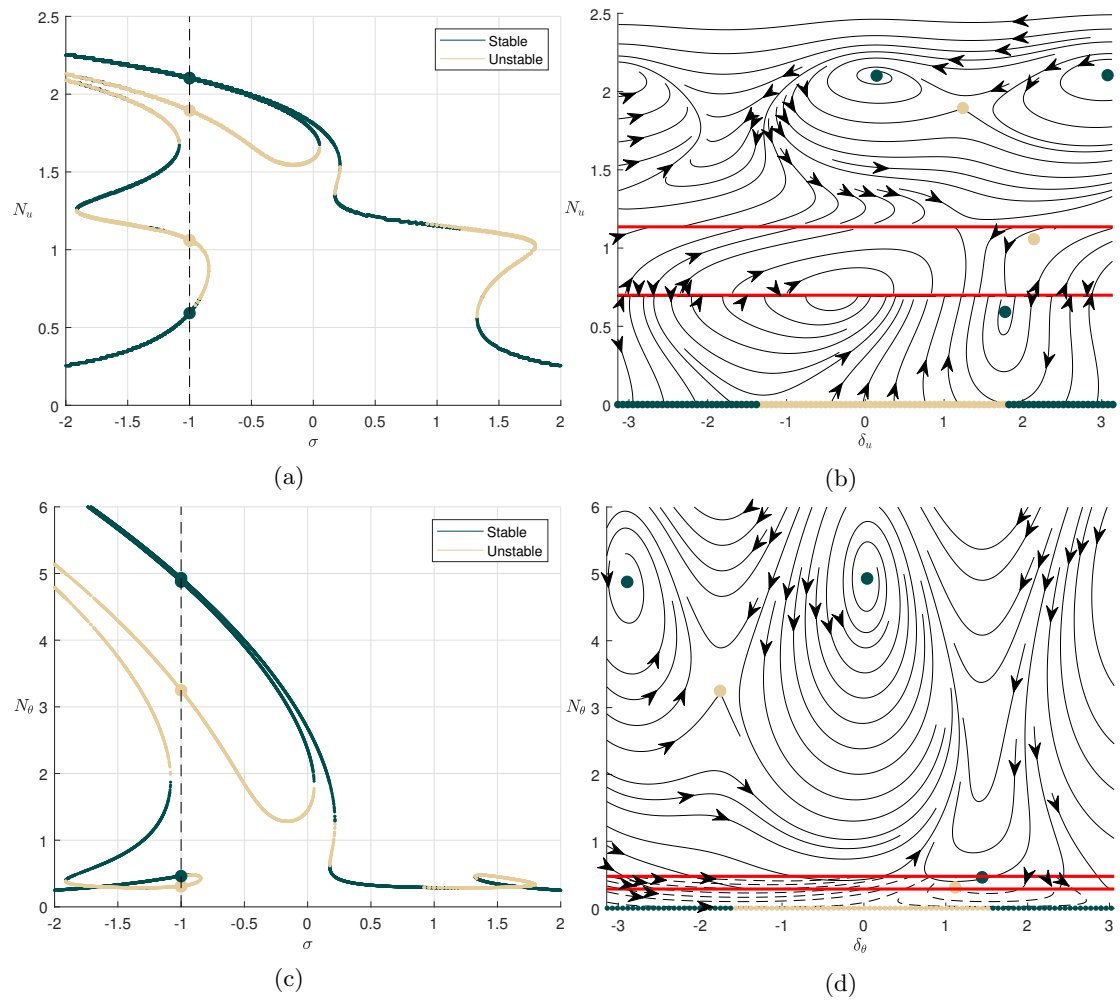 2.5
2
1.5
1
0.5
0
N_u
-2 -1.5 -1 -0.5 0 0.5 1 1.5 2
σ
Stable
Unstable
(a)
2.5
2
1.5
1
0.5
0
N_u
-3 -2 -1 0 1 2 3
δ_u
(b)
6
5
4
3
2
1
0
N_θ
-2 -1.5 -1 -0.5 0 0.5 1 1.5 2
σ
Stable
Unstable
(c)
6
5
4
3
2
1
0
N_θ
-3 -2 -1 0 1 2 3
δ_θ
(d)